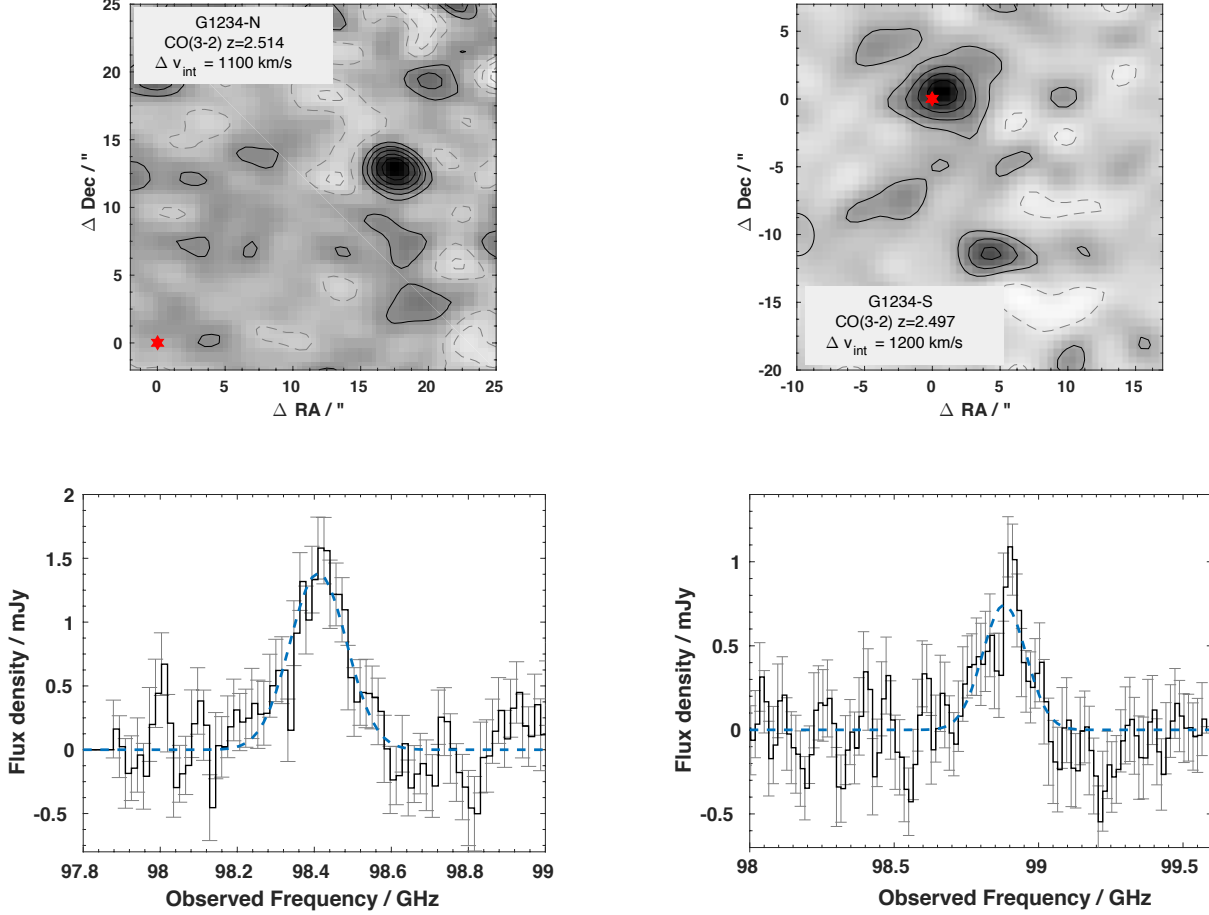 25
20
15
10
5
0
Δ Dec / "
G1234-N
CO(3-2) z=2.514
Δ v_int = 1100 km/s
0 5 10 15 20 25
Δ RA / "
5
0
-5
-10
-15
-20
Δ Dec / "
G1234-S
CO(3-2) z=2.497
Δ v_int = 1200 km/s
-10 -5 0 5 10 15
Δ RA / "
2
1.5
1
0.5
0
-0.5
Flux density / mJy
97.8 98 98.2 98.4 98.6 98.8 99
Observed Frequency / GHz
1
0.5
0
-0.5
Flux density / mJy
98 98.5 99 99.5
Observed Frequency / GHz